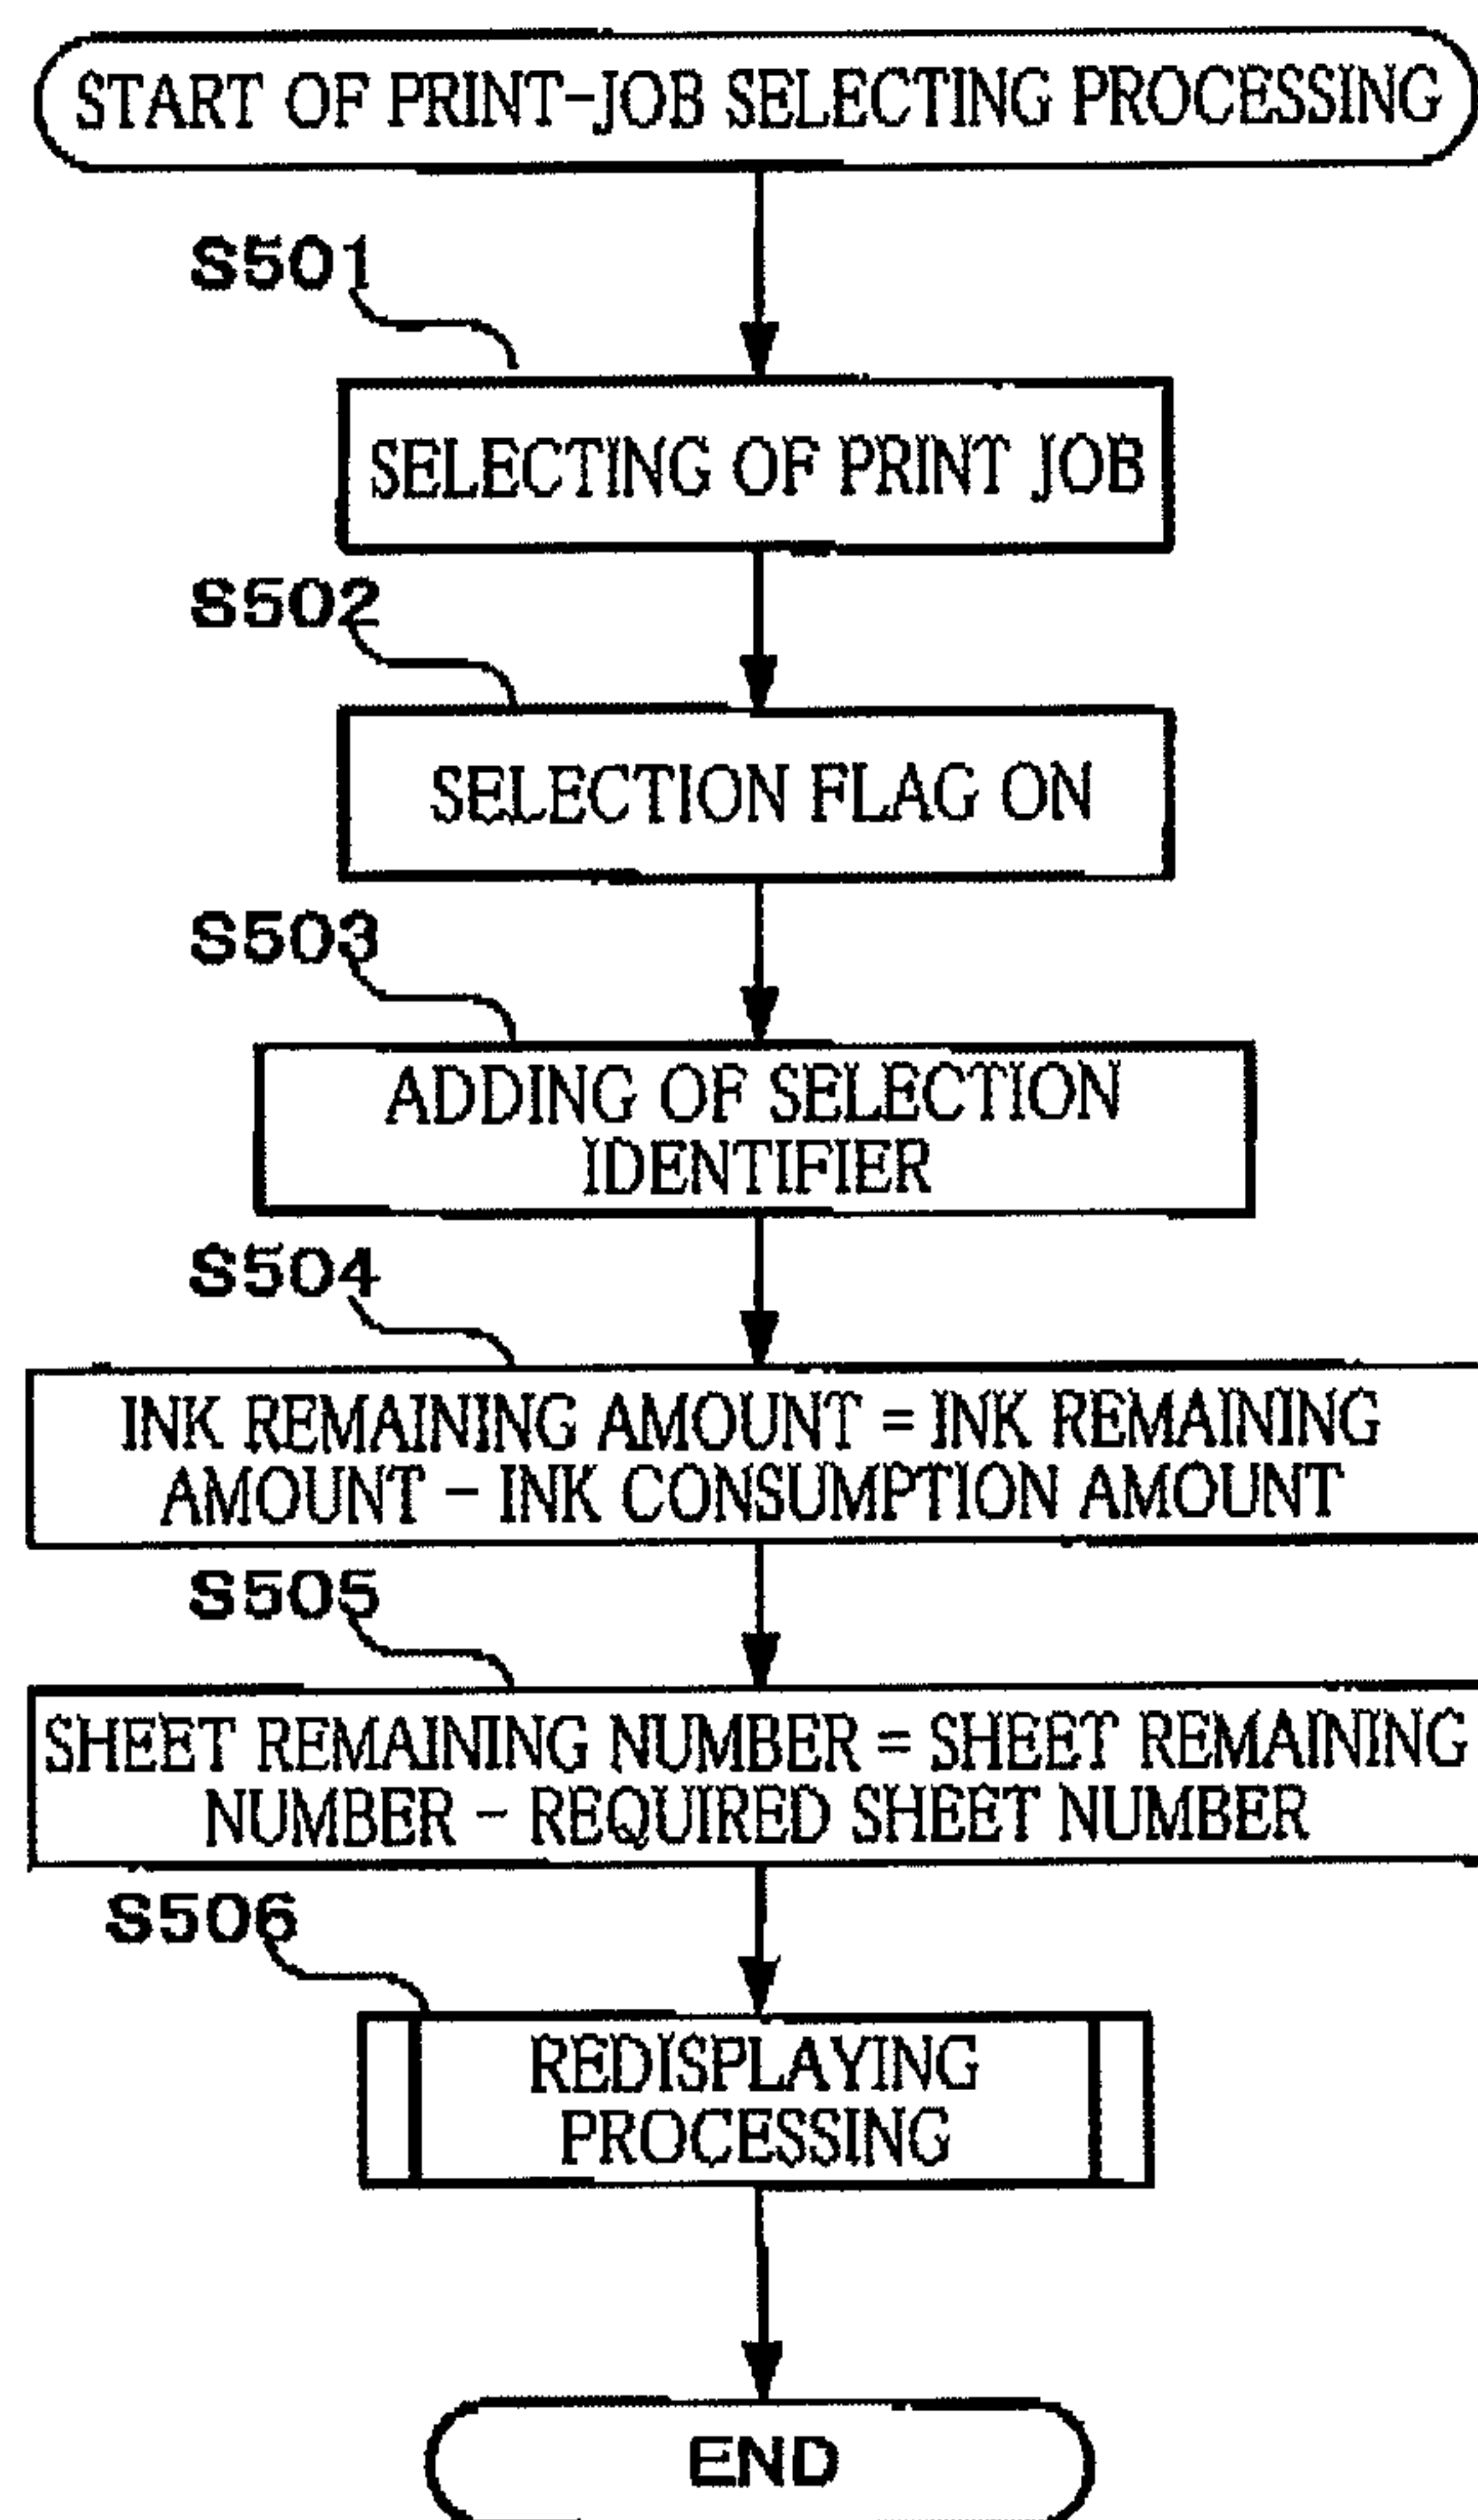 START OF PRINT-JOB SELECTING PROCESSING
S501
SELECTING OF PRINT JOB
S502
SELECTION FLAG ON
S503
ADDING OF SELECTION
IDENTIFIER
S504
INK REMAINING AMOUNT = INK REMAINING
AMOUNT - INK CONSUMPTION AMOUNT
S505
SHEET REMAINING NUMBER = SHEET REMAINING
NUMBER - REQUIRED SHEET NUMBER
S506
REDISPLAYING
PROCESSING
END